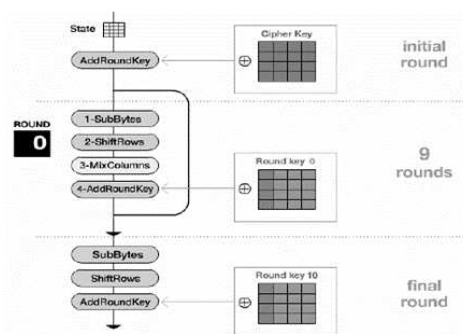 State
Cipher Key
AddRoundKey
initial
round
ROUND
0
1-SubBytes
2-ShiftRows
3-MixColumns
4-AddRoundKey
Round key 0
9
rounds
SubBytes
ShiftRows
AddRoundKey
Round key 10
final
round